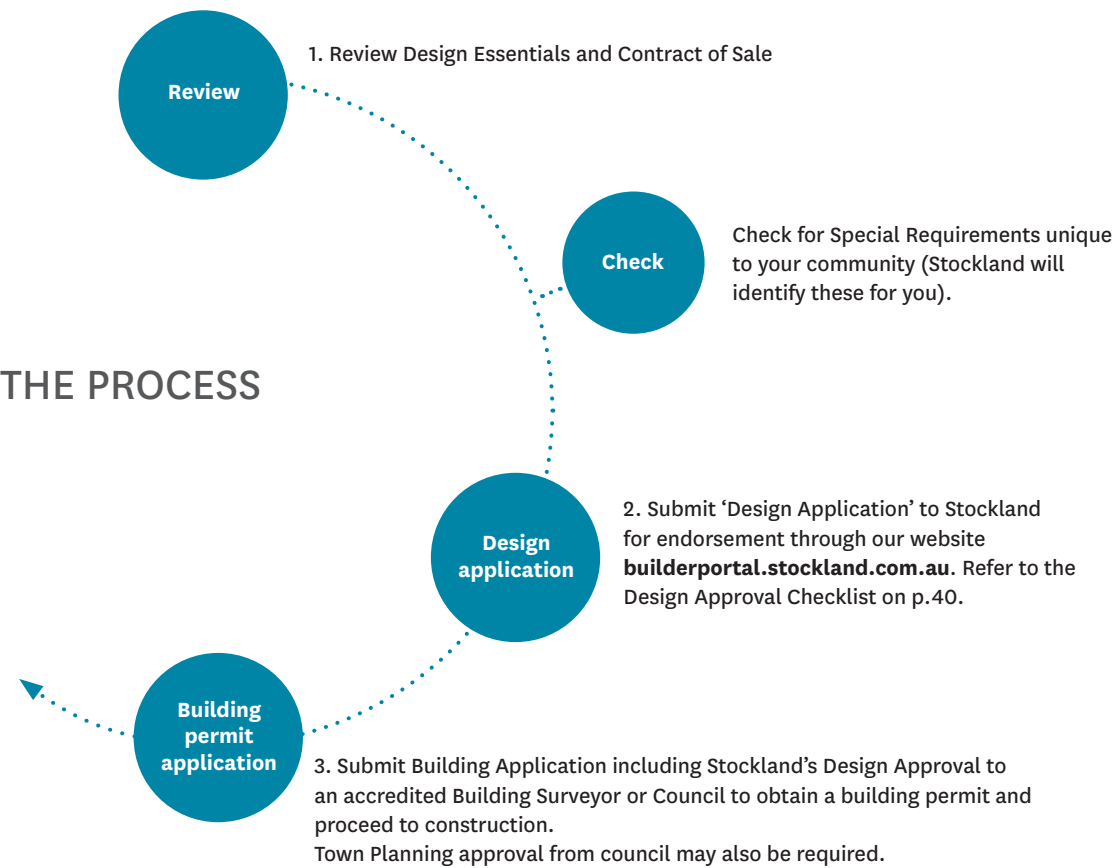 Review
1. Review Design Essentials and Contract of Sale
Check
Check for Special Requirements unique
to your community (Stockland will
identify these for you).
THE PROCESS
Design
application
2. Submit ‘Design Application’ to Stockland
for endorsement through our website
builderportal.stockland.com.au. Refer to the
Design Approval Checklist on p.40.
Building
permit
application
3. Submit Building Application including Stockland’s Design Approval to
an accredited Building Surveyor or Council to obtain a building permit and
proceed to construction.
Town Planning approval from council may also be required.